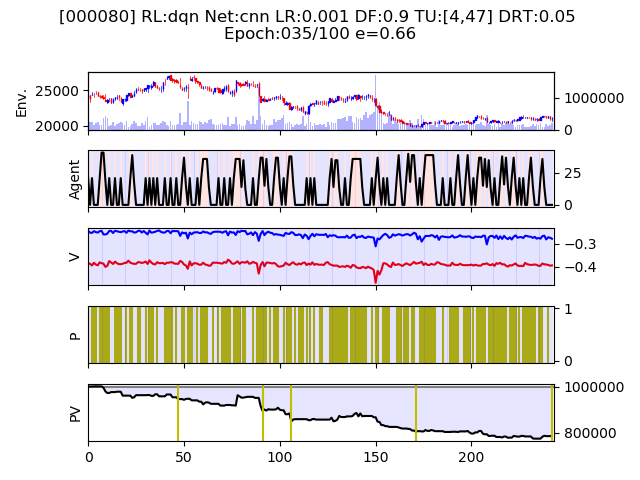 [000080] RL:dqn Net:cnn LR:0.001 DF:0.9 TU:[4,47] DRT:0.05
Epoch:035/100 e=0.66
Env.
25000
20000
1000000
0
Agent
25
0
V
−0.3
−0.4
P
1
0
PV
1000000
800000
0 50 100 150 200